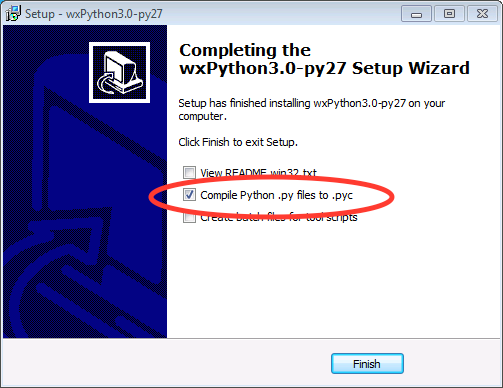 Setup - wxPython3.0-py27
Completing the
wxPython3.0-py27 Setup Wizard
Setup has finished installing wxPython3.0-py27 on your
computer.
Click Finish to exit Setup.
View README.win32.txt
Compile Python .py files to .pyc
Create batch files for tool scripts
Finish